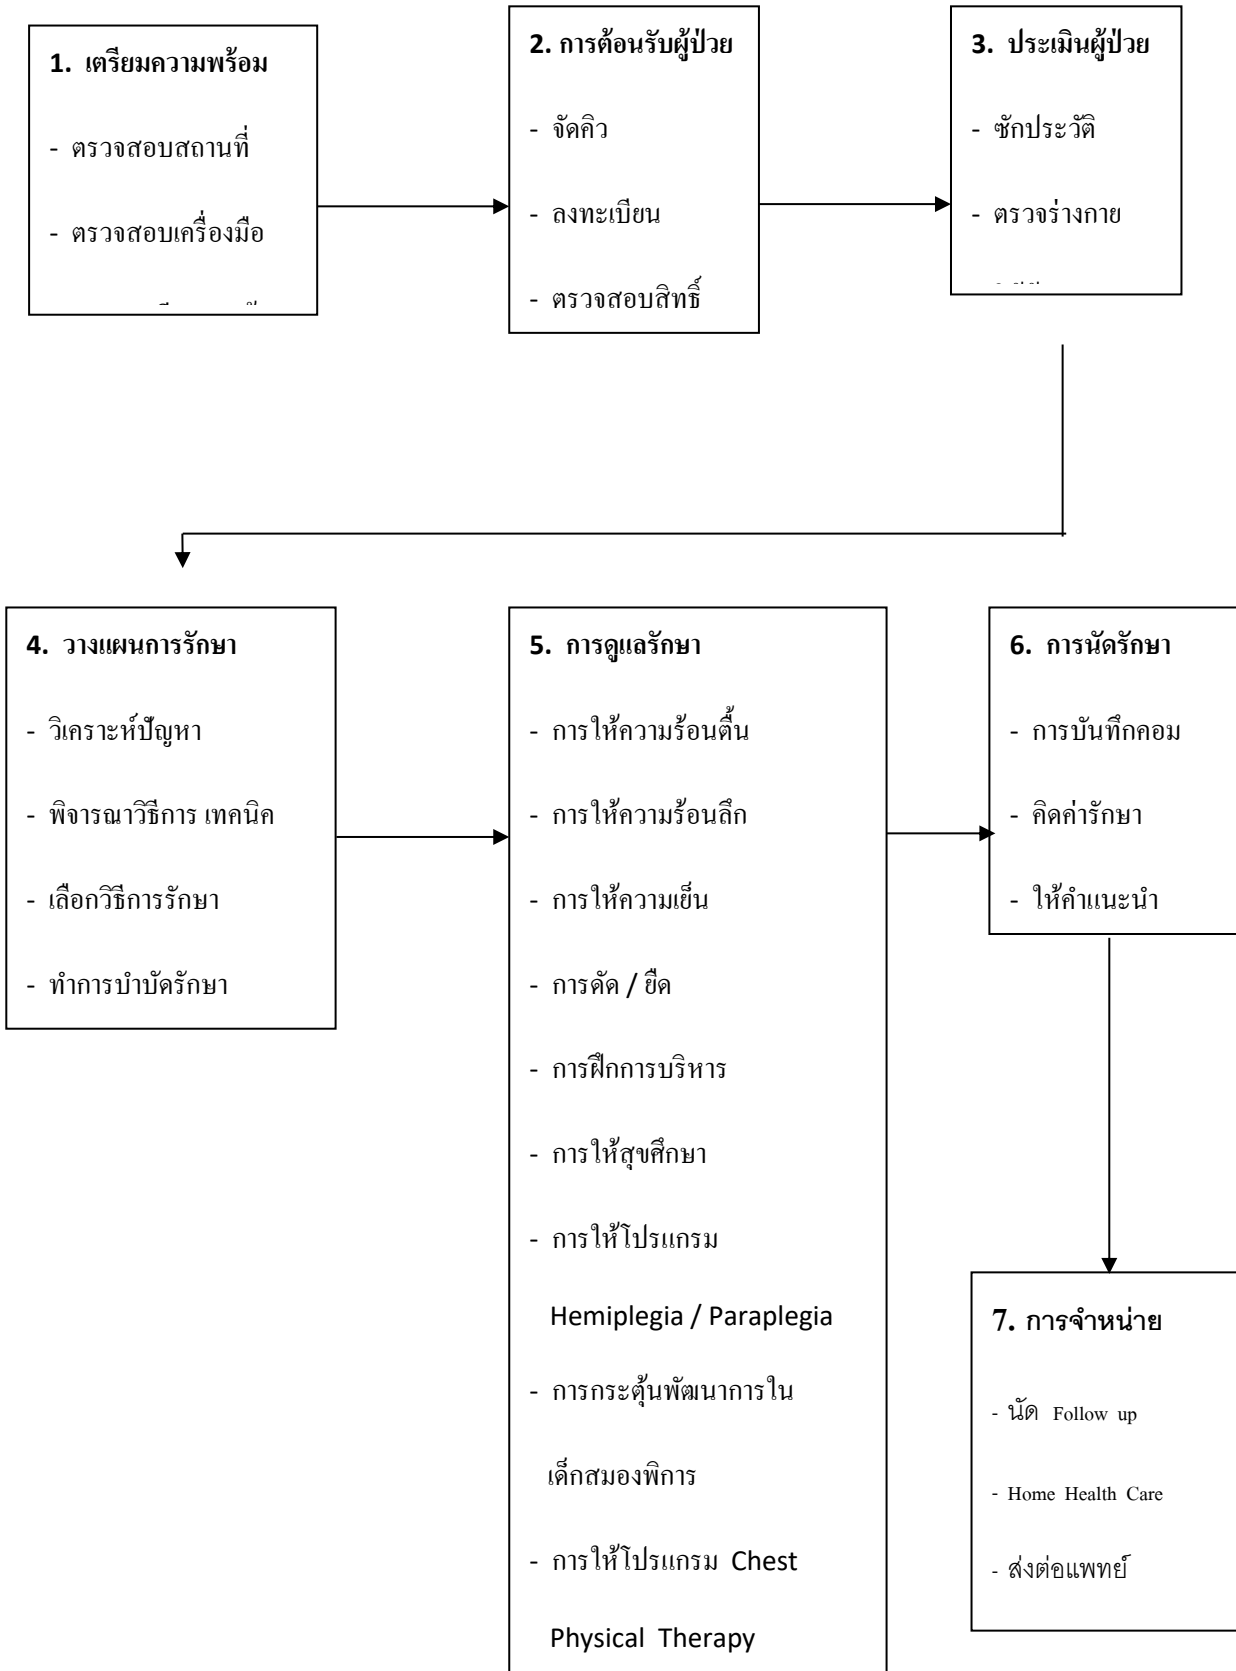 1. เตรียมความพร้อม
- ตรวจสอบสถานที่
- ตรวจสอบเครื่องมือ
2. การต้อนรับผู้ป่วย
- จัดคิว
- ลงทะเบียน
- ตรวจสอบสิทธิ์
3. ประเมินผู้ป่วย
- ซักประวัติ
- ตรวจร่างกาย
4. วางแผนการรักษา
- วิเคราะห์ปัญหา
- พิจารณาวิธีการ เทคนิค
- เลือกวิธีการรักษา
- ทำการบำบัดรักษา
5. การดูแลรักษา
- การให้ความร้อนตื้น
- การให้ความร้อนลึก
- การให้ความเย็น
- การดัด / ยืด
- การฝึกการบริหาร
- การให้สุขศึกษา
- การให้โปรแกรม
Hemiplegia / Paraplegia
- การกระตุ้นพัฒนาการใน
เด็กสมองพิการ
- การให้โปรแกรม Chest
Physical Therapy
6. การนัดรักษา
- การบันทึกคอม
- คิดค่ารักษา
- ให้คำแนะนำ
7. การจำหน่าย
- นัด Follow up
- Home Health Care
- ส่งต่อแพทย์